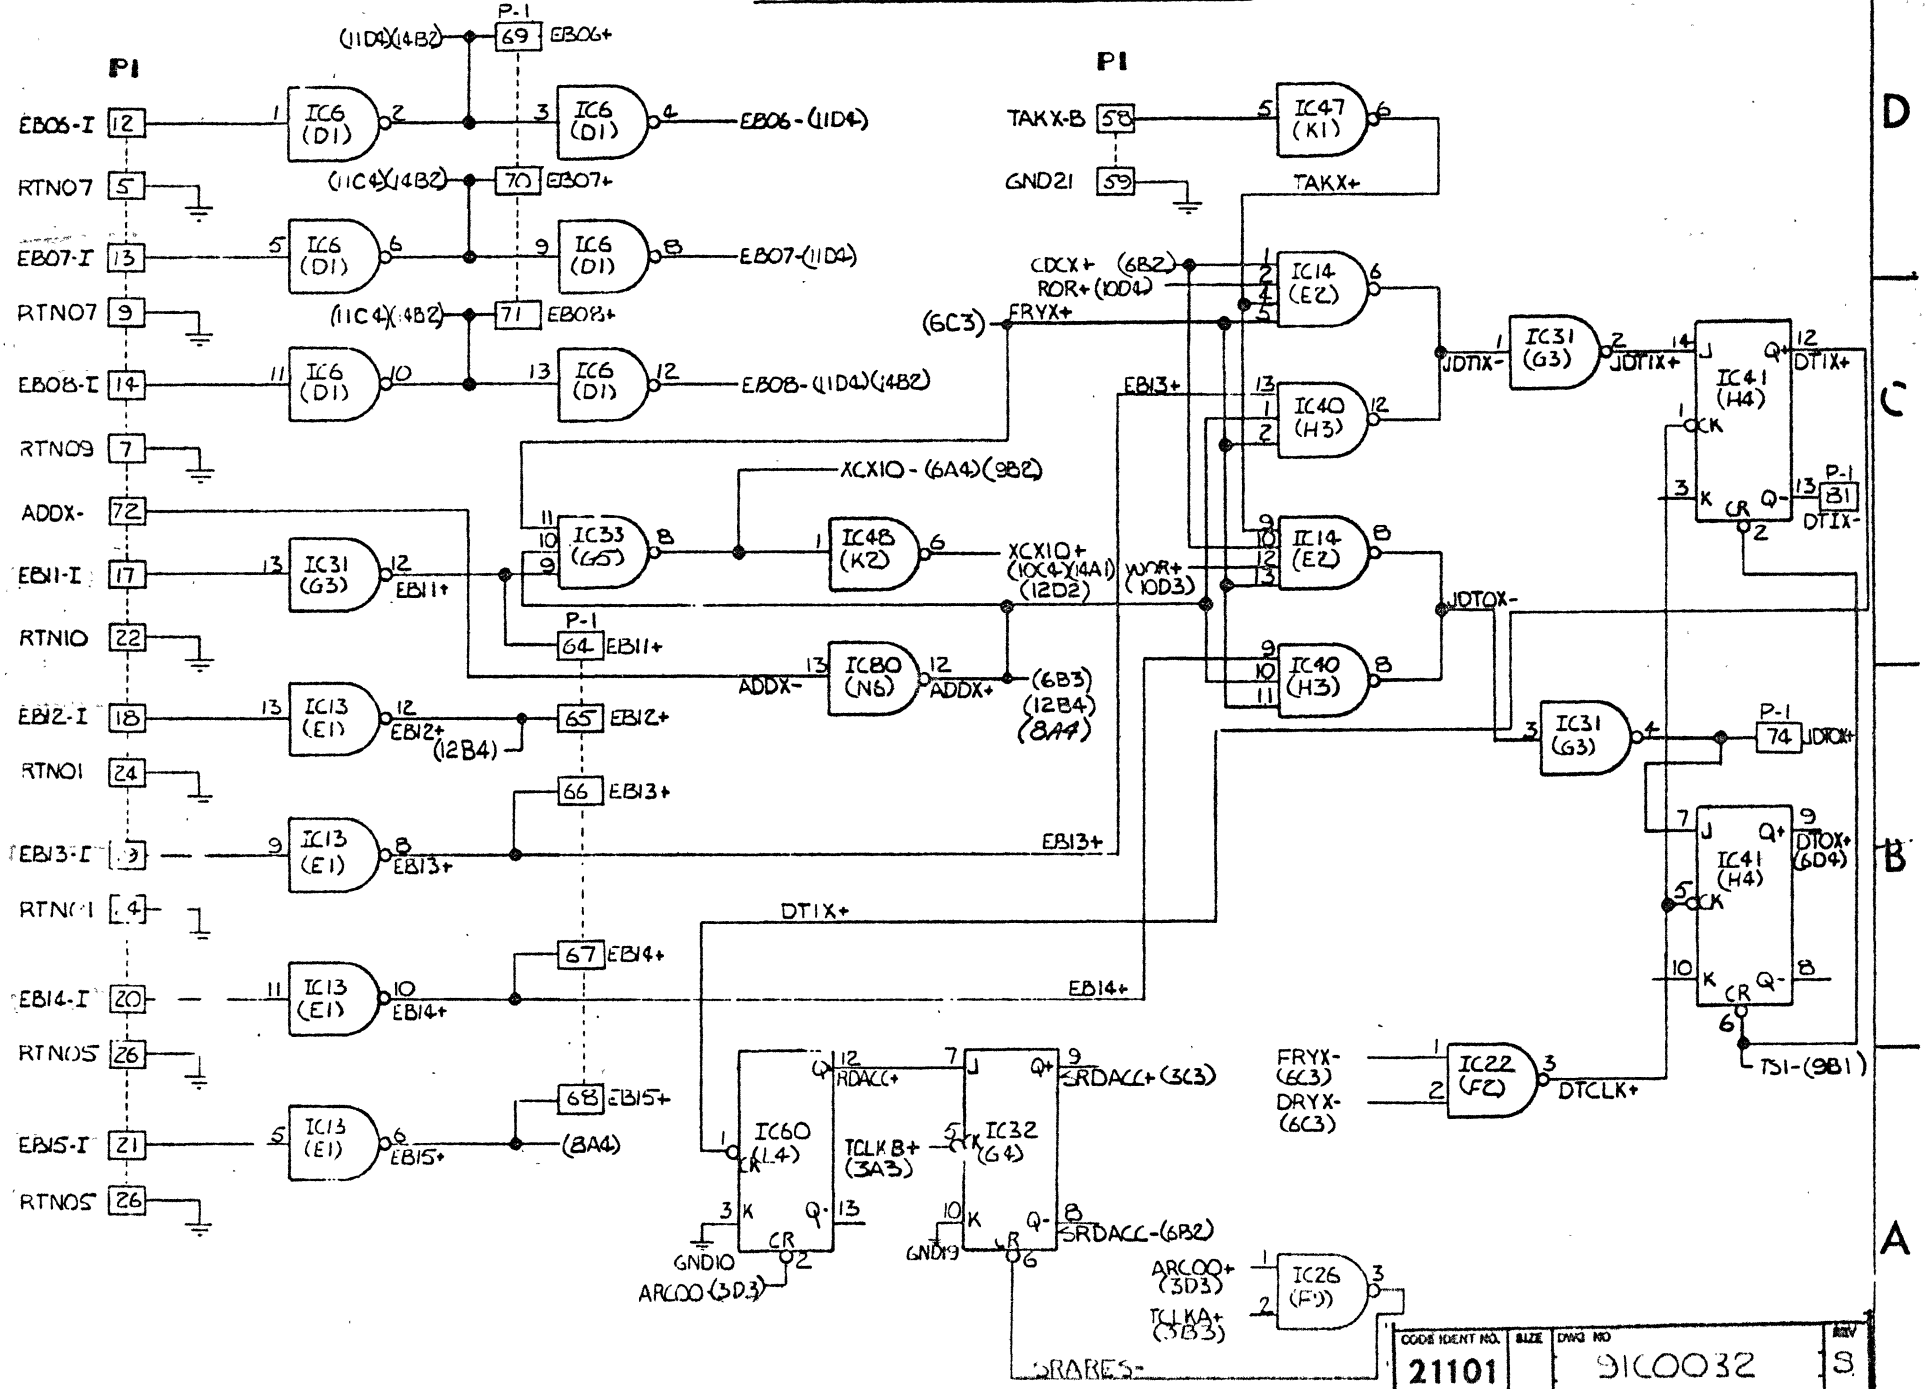 P-1
(11D4)(14B2) 69 EB06+
P1
EB06-I 12 1 IC6 (D1) 2 3 IC6 (D1) 4 EB06-(11D4)
RTN07 5
(11C4)(14B2) 70 EB07+
EB07-I 13 5 IC6 (D1) 6 9 IC6 (D1) 8 EB07-(11D4)
RTN07 9
(11C4)(14B2) 71 EB08+
EB08-I 14 11 IC6 (D1) 10 13 IC6 (D1) 12 EB08-(11D4)(14B2)
RTN09 7
ADDX- 72
XCX10-(6A4)(9B2)
11
10
9
IC33
(G5)
8
1
IC48
(K2)
6
XCX10+
(10C4)(14A1)
(12D2)
EB11-I 17 13 IC31 (G3) 12
EB11+
P-1
64 EB11+
RTN10 22
ADDX- 13 IC80 (N6) 12 ADDX+
(6B3)
(12B4)
(8A4)
EB12-I 18 13 IC13 (E1) 12 65 EB12+
EB12+
(12B4)
RTN01 24
66 EB13+
EB13-I 9 IC13 (E1) 8 EB13+
EB13+
67 EB14+
EB14-I 20 11 IC13 (E1) 10
EB14+
EB14+
RTN05 26
68 EB15+
EB15-I 21 5 IC13 (E1) 6 (8A4)
EB15+
RTN05 26
P1
TAKX-B 58 5 IC47 (K1) 6
GND21 59
TAKX+
CDCX+ (6B2)
ROR+(10D4)
(6C3) FRYX+
1
2
4
5
IC14
(E2)
6
EB13+ 13
1
2
IC40
(H3)
12
JDTIX- 1 IC31 (G3) 2 JDTIX+
14 J Q+ 12 DTIX+
IC41
(H4)
1 CK
3 K Q- 13
P-1
81
DTIX-
CR
2
WOR+
(10D3)
9
10
12
13
IC14
(E2)
8
JDTOX-
9
10
11
IC40
(H3)
8
3 IC31 (G3) 4
P-1
74 JDTOX+
7 J Q+ 9 DTOX+
(6D4)
IC41
(H4)
5 CK
10 K Q- 8
CR
6
TS1-(9B1)
FRYX-
(6C3)
DRYX-
(6C3)
1
2
IC22
(F2)
3
DTCLK+
DTIX+
Q 12 RDACC+
IC60
(L4)
1
3 K Q- 13
GND10
CR
2
ARC00-(3D3)
7 J Q+ 9 SRDACC+(3C3)
TCLKB+
(3A3)
5
IC32
(G4)
10 K Q- 8 SRDACC-(6B2)
GND19
6
ARC00+
(3D3)
TCLKA+
(3B3)
1
2
IC26
3
D
C
B
A
CODE IDENT NO. SIZE DWG NO REV
21101 91C0032 S